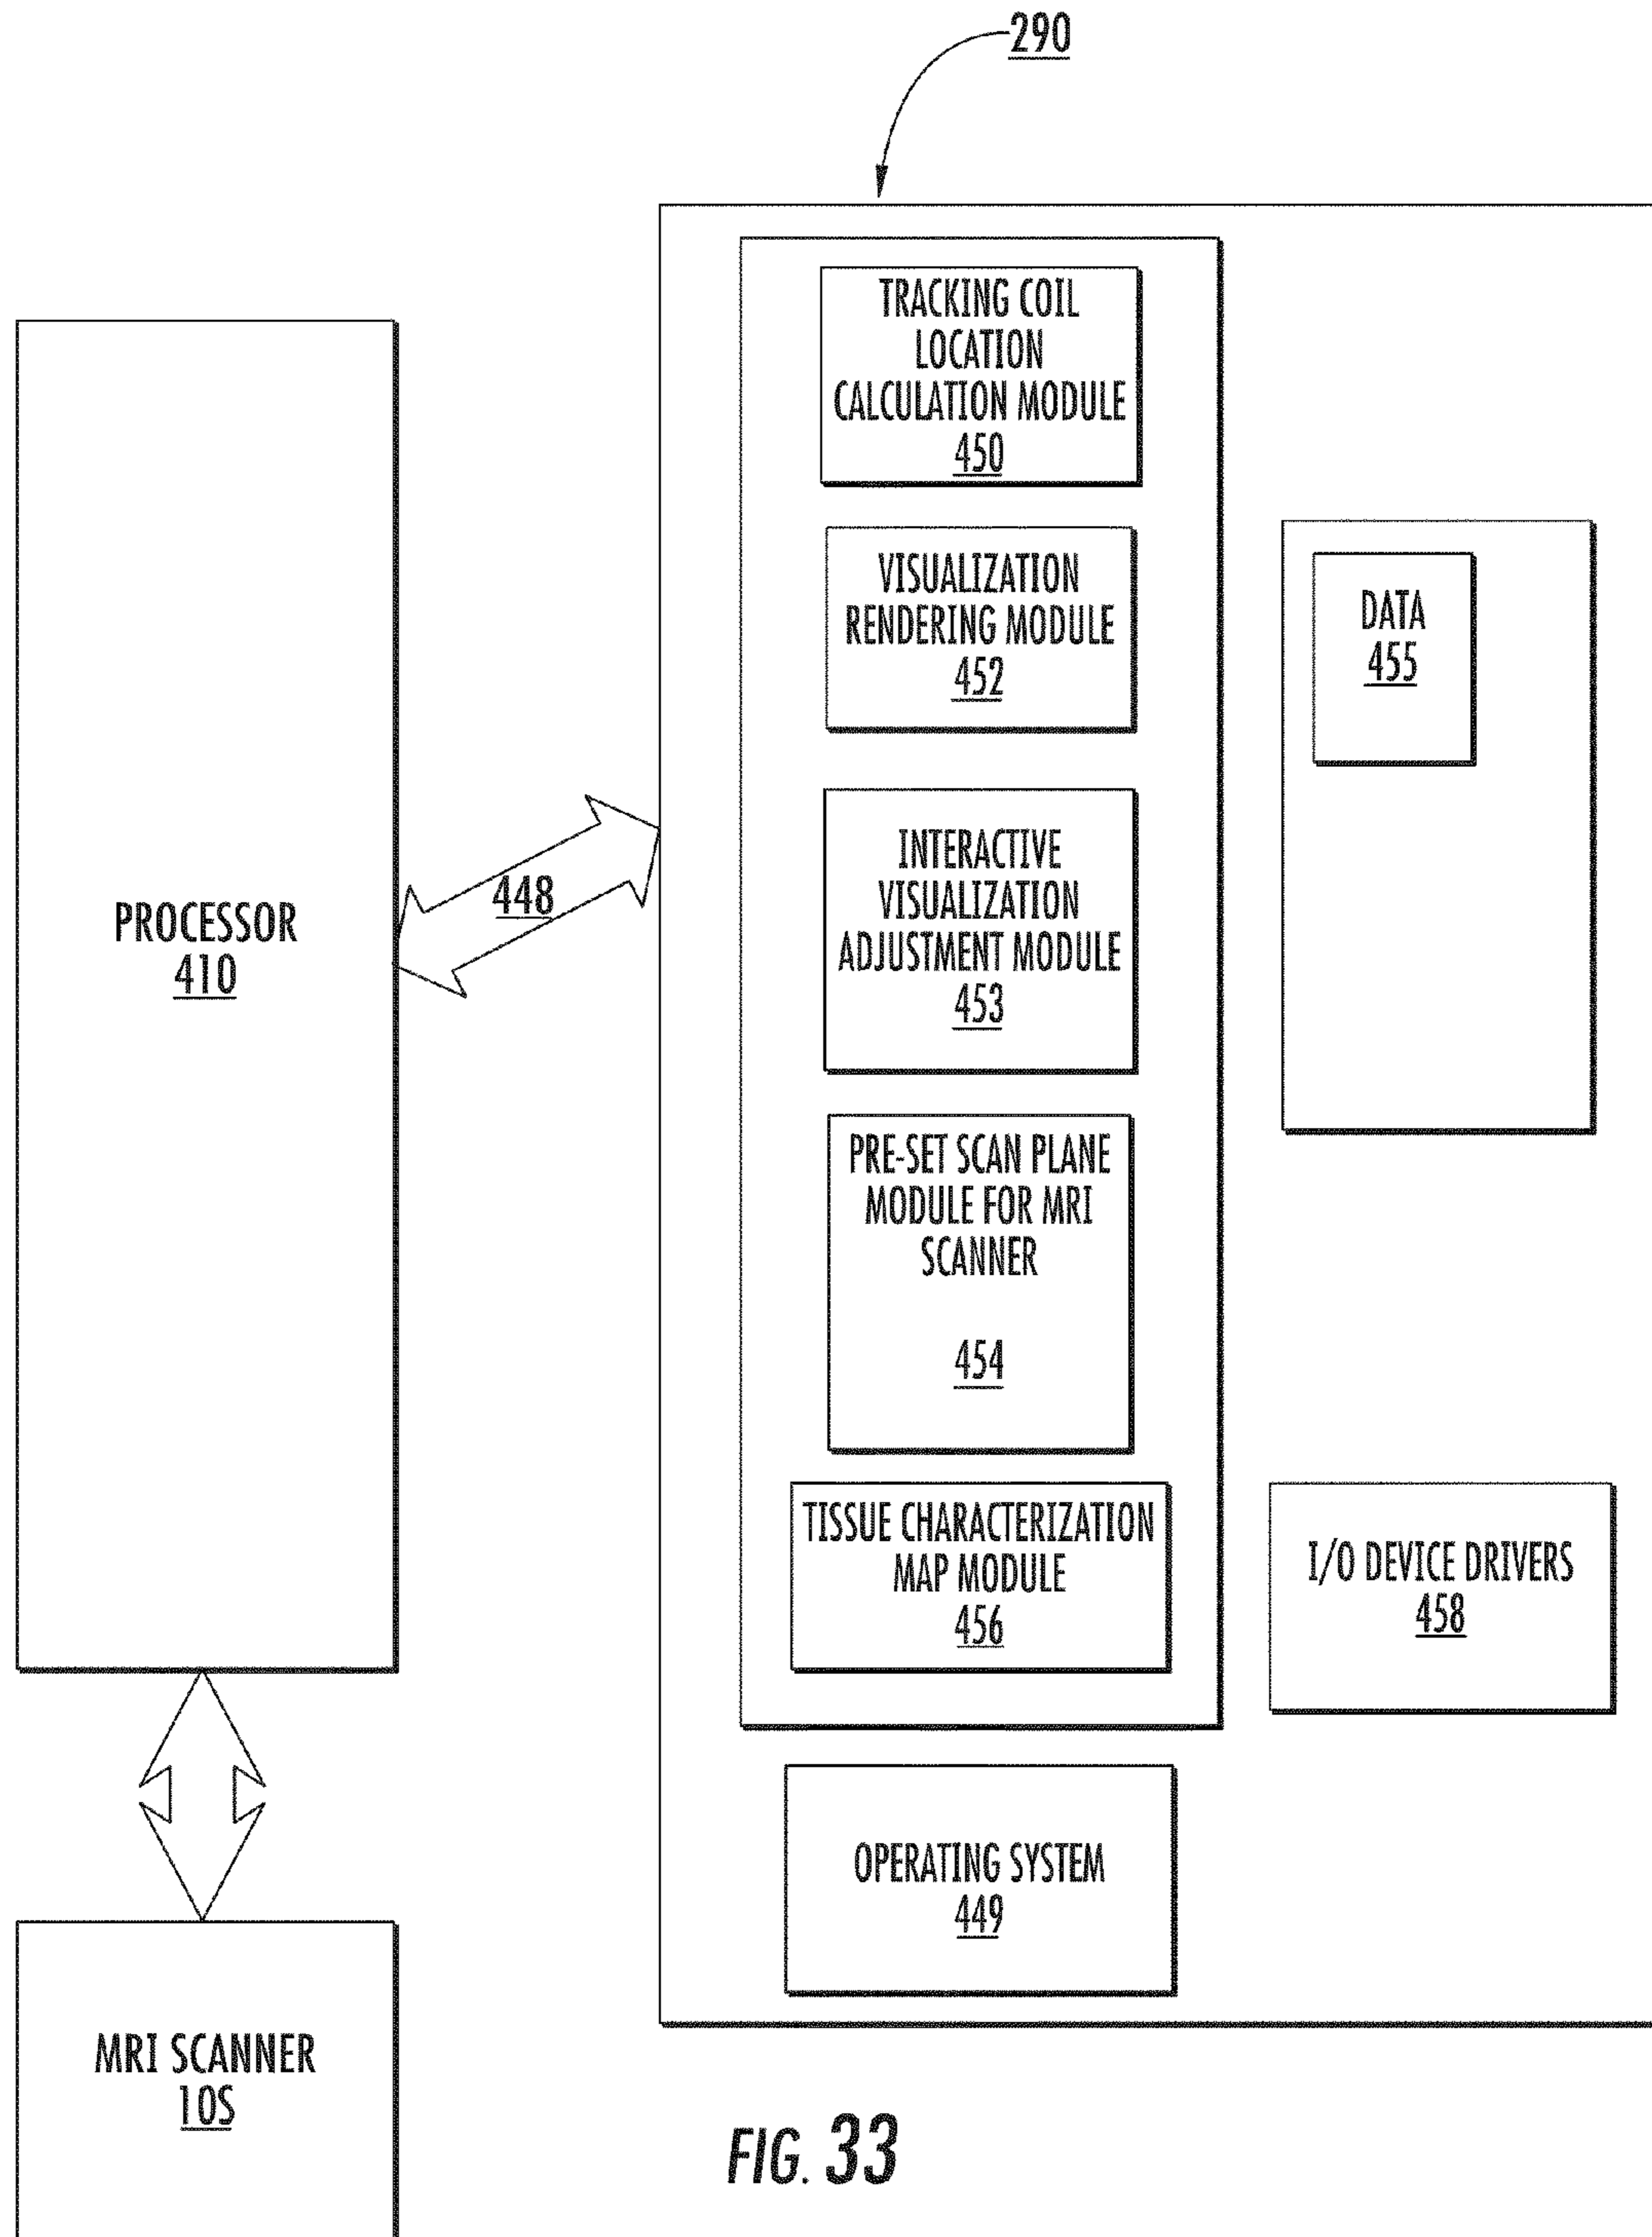 290
TRACKING COIL
LOCATION
CALCULATION MODULE
450
VISUALIZATION
RENDERING MODULE
452
DATA
455
INTERACTIVE
VISUALIZATION
ADJUSTMENT MODULE
453
PROCESSOR
410
448
PRE-SET SCAN PLANE
MODULE FOR MRI
SCANNER
454
TISSUE CHARACTERIZATION
MAP MODULE
456
I/O DEVICE DRIVERS
458
OPERATING SYSTEM
449
MRI SCANNER
10S
FIG. 33